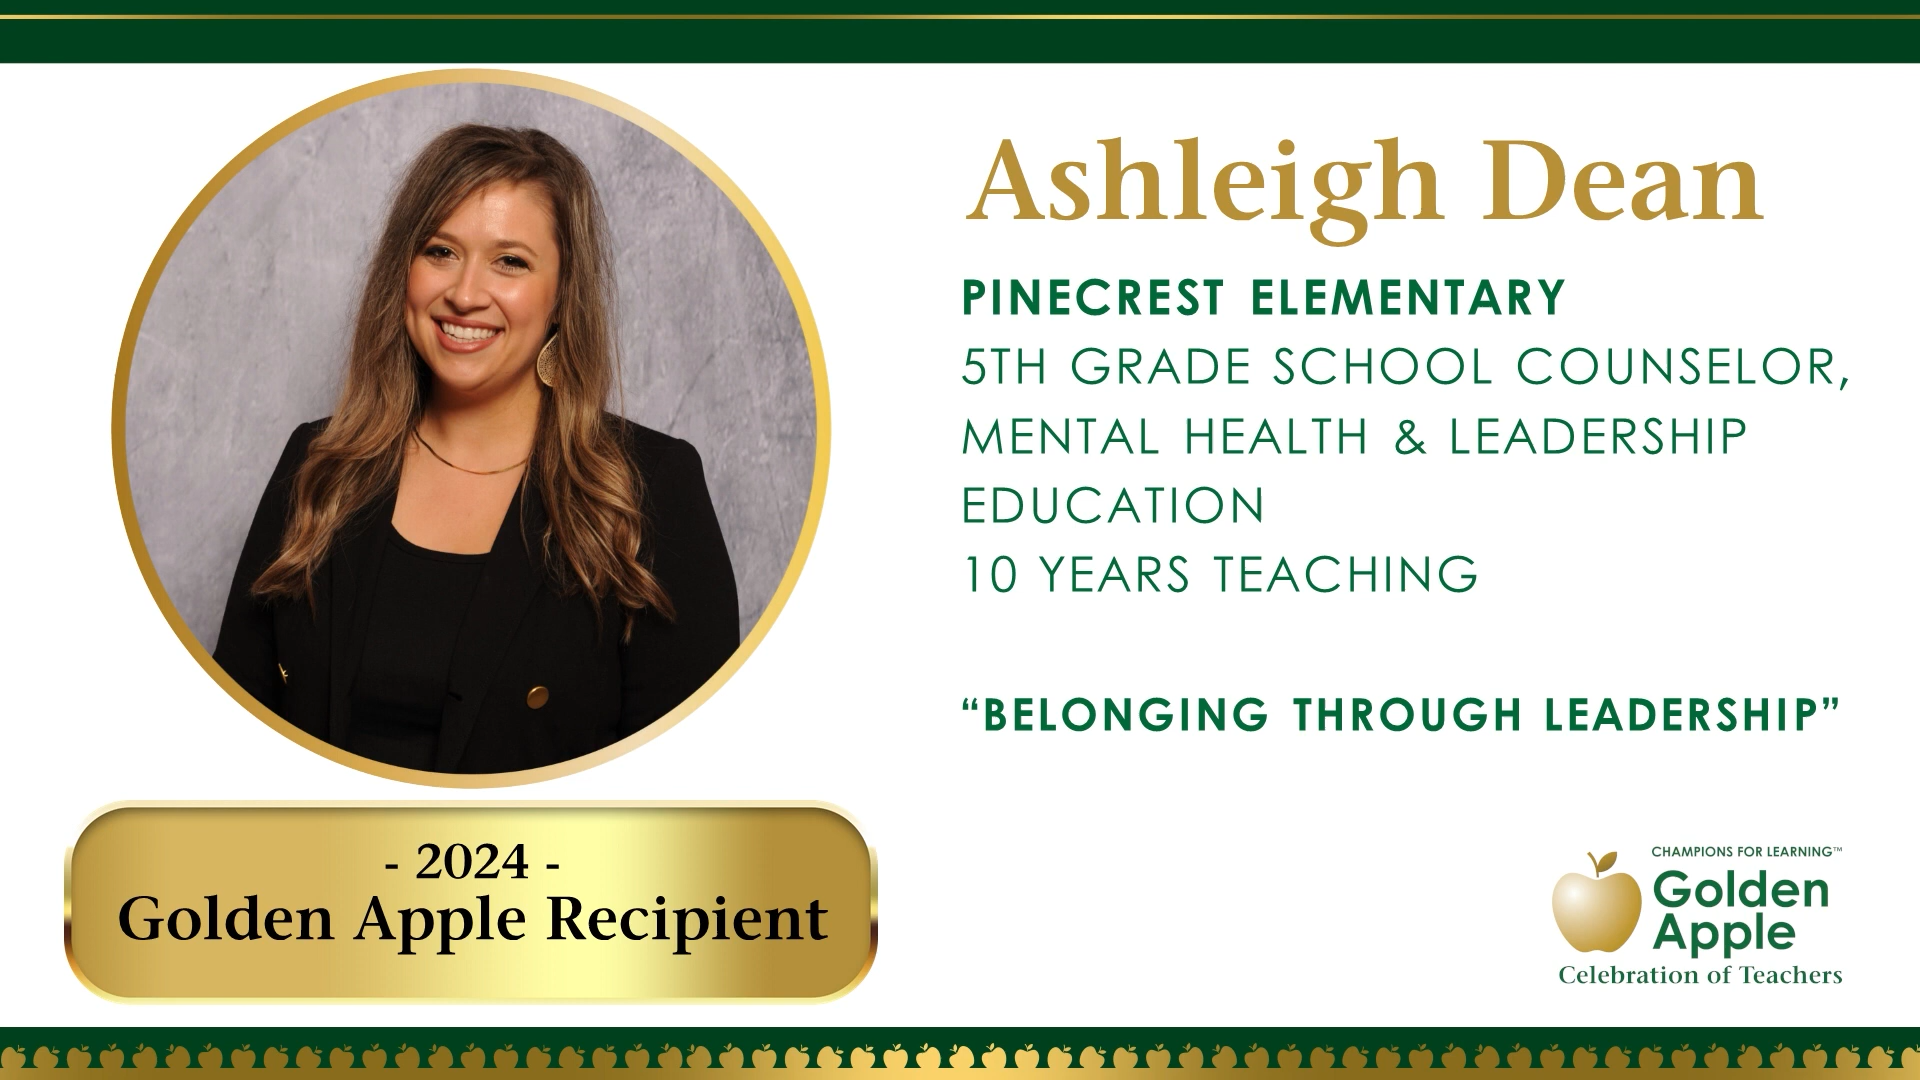 Ashleigh Dean
PINECREST ELEMENTARY
5TH GRADE SCHOOL COUNSELOR,
MENTAL HEALTH & LEADERSHIP
EDUCATION
10 YEARS TEACHING
“BELONGING THROUGH LEADERSHIP”
- 2024 -
Golden Apple Recipient
CHAMPIONS FOR LEARNING™
Golden
Apple
Celebration of Teachers